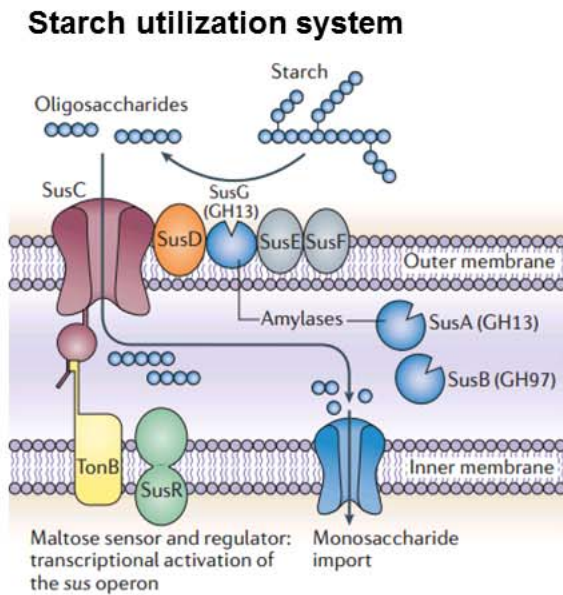 Starch utilization system
Starch
Oligosaccharides
SusC
SusG
(GH13)
SusD
SusE
SusF
Outer membrane
Amylases
SusA (GH13)
SusB (GH97)
TonB
SusR
Inner membrane
Maltose sensor and regulator:
transcriptional activation of
the sus operon
Monosaccharide
import